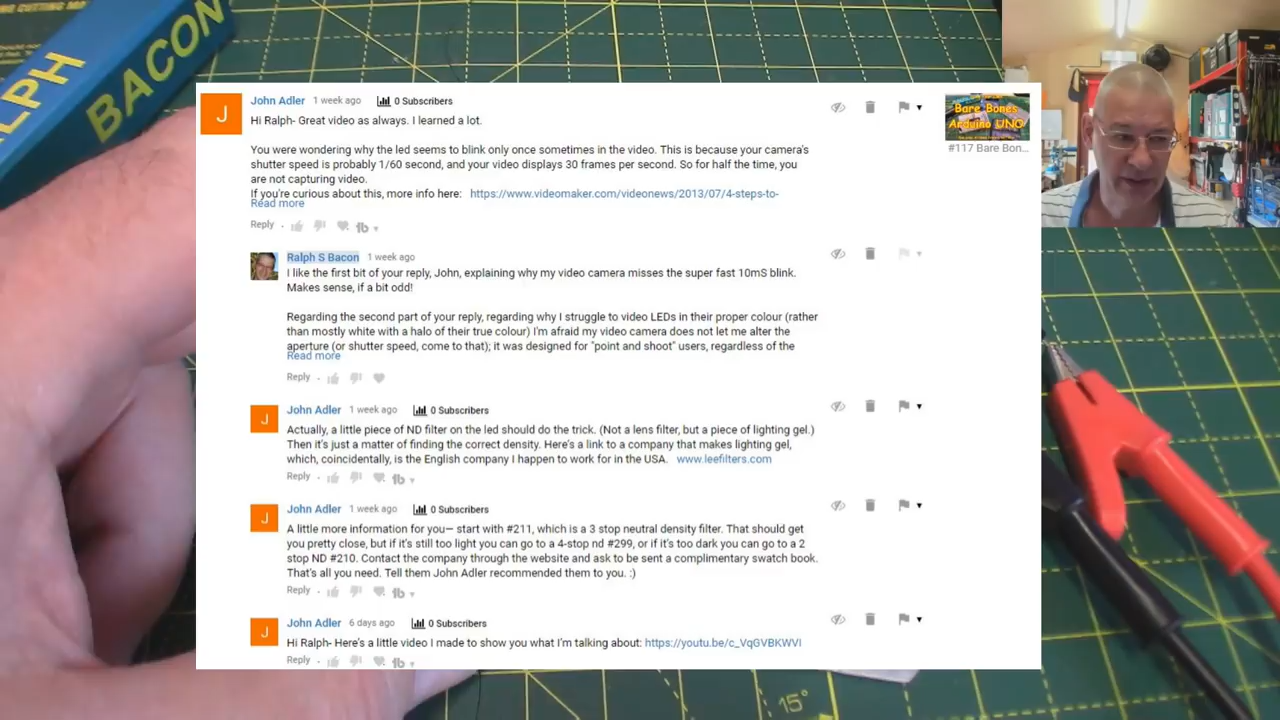 RALPH
BACON
J
John Adler 1 week ago 0 Subscribers
Hi Ralph- Great video as always. I learned a lot.
You were wondering why the led seems to blink only once sometimes in the video. This is because your camera's
shutter speed is probably 1/60 second, and your video displays 30 frames per second. So for half the time, you
are not capturing video.
If you're curious about this, more info here: https://www.videomaker.com/videonews/2013/07/4-steps-to-
Read more
Reply
Bare Bones
Arduino UNO
#117 Bare Bon...
Ralph S Bacon 1 week ago
I like the first bit of your reply, John, explaining why my video camera misses the super fast 10mS blink.
Makes sense, if a bit odd!
Regarding the second part of your reply, regarding why I struggle to video LEDs in their proper colour (rather
than mostly white with a halo of their true colour) I'm afraid my video camera does not let me alter the
aperture (or shutter speed, come to that); it was designed for "point and shoot" users, regardless of the
Read more
Reply
J
John Adler 1 week ago 0 Subscribers
Actually, a little piece of ND filter on the led should do the trick. (Not a lens filter, but a piece of lighting gel.)
Then it's just a matter of finding the correct density. Here's a link to a company that makes lighting gel,
which, coincidentally, is the English company I happen to work for in the USA. www.leefilters.com
Reply
J
John Adler 1 week ago 0 Subscribers
A little more information for you— start with #211, which is a 3 stop neutral density filter. That should get
you pretty close, but if it's still too light you can go to a 4-stop nd #299, or if it's too dark you can go to a 2
stop ND #210. Contact the company through the website and ask to be sent a complimentary swatch book.
That's all you need. Tell them John Adler recommended them to you. :)
Reply
J
John Adler 6 days ago 0 Subscribers
Hi Ralph- Here's a little video I made to show you what I'm talking about: https://youtu.be/c_VqGVBKWVI
Reply
15°